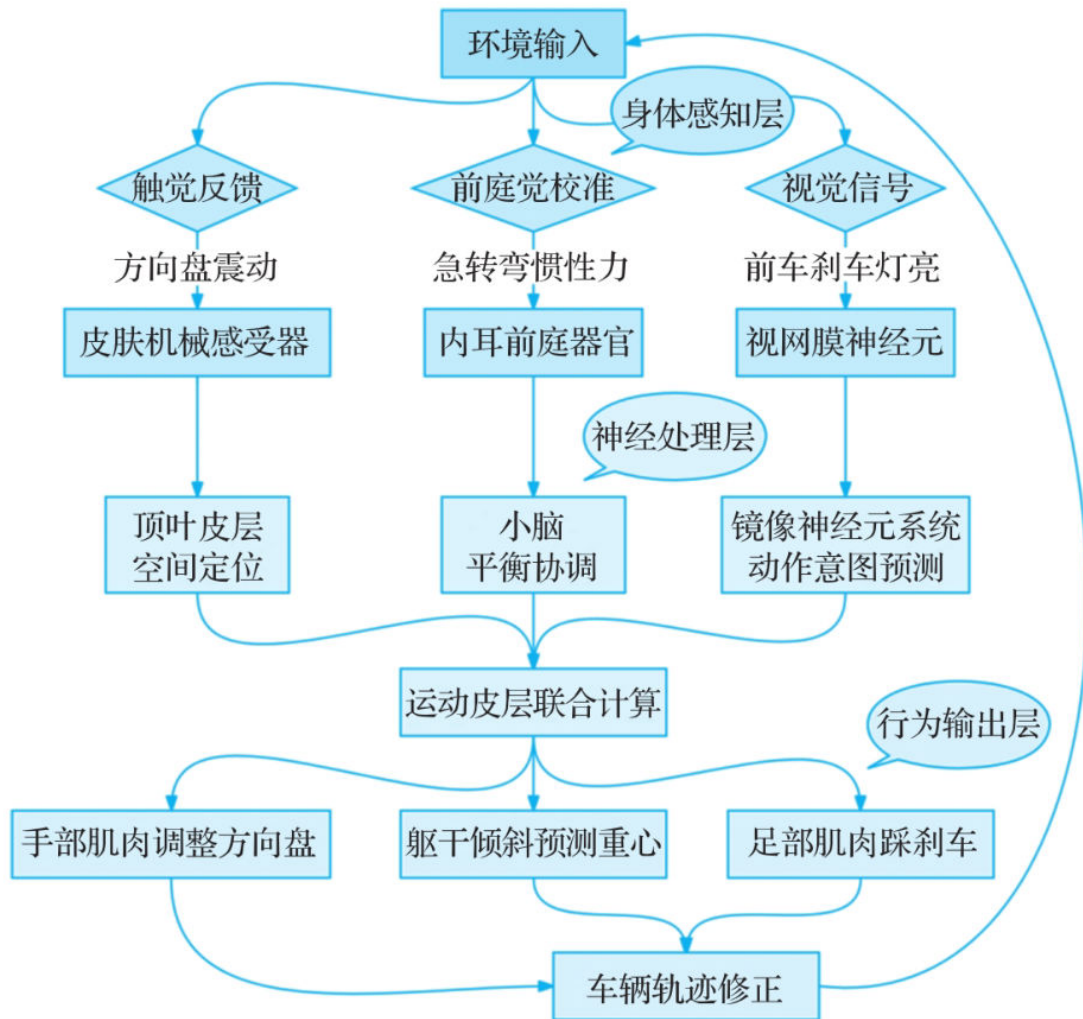 环境输入
身体感知层
触觉反馈
前庭觉校准
视觉信号
方向盘震动
急转弯惯性力
前车刹车灯亮
皮肤机械感受器
内耳前庭器官
视网膜神经元
神经处理层
顶叶皮层
空间定位
小脑
平衡协调
镜像神经元系统
动作意图预测
运动皮层联合计算
行为输出层
手部肌肉调整方向盘
躯干倾斜预测重心
足部肌肉踩刹车
车辆轨迹修正